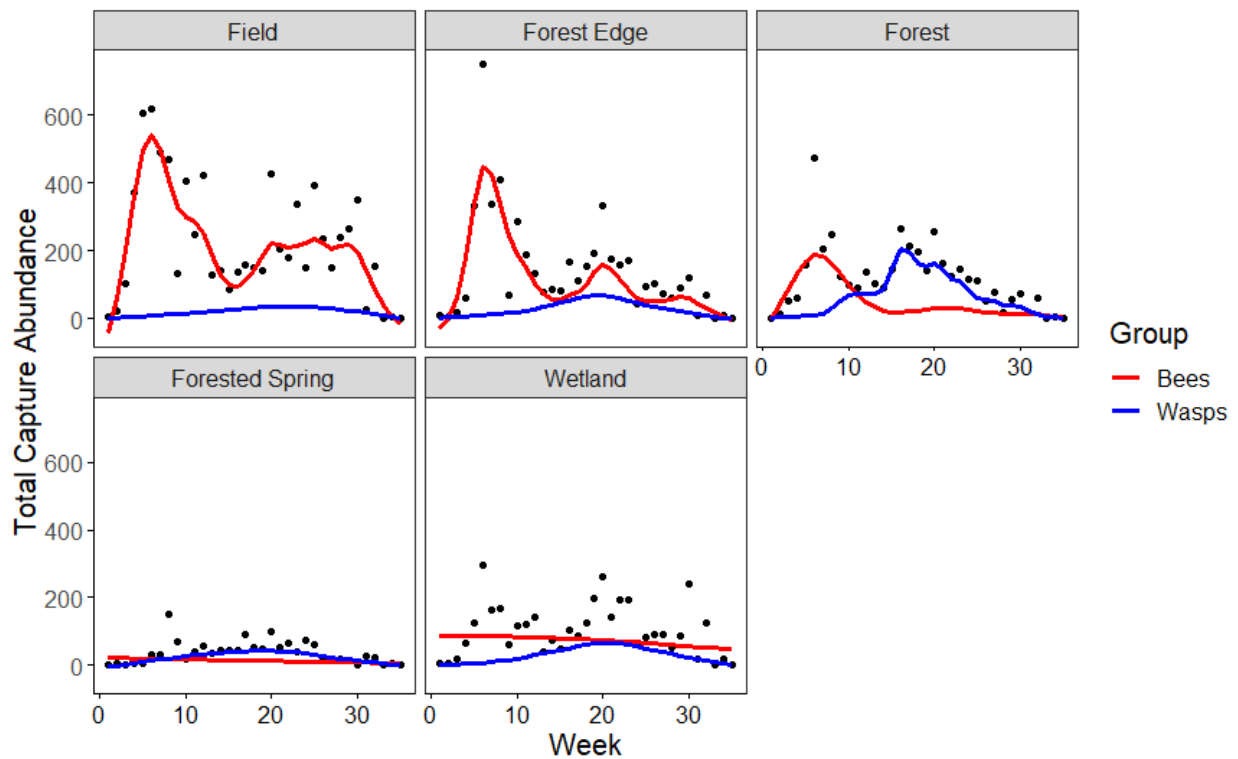 Field
Forest Edge
Forest
600
400
200
0
0
10
20
30
Forested Spring
Wetland
600
400
200
0
0
10
20
30
0
10
20
30
Total Capture Abundance
Week
Group
Bees
Wasps